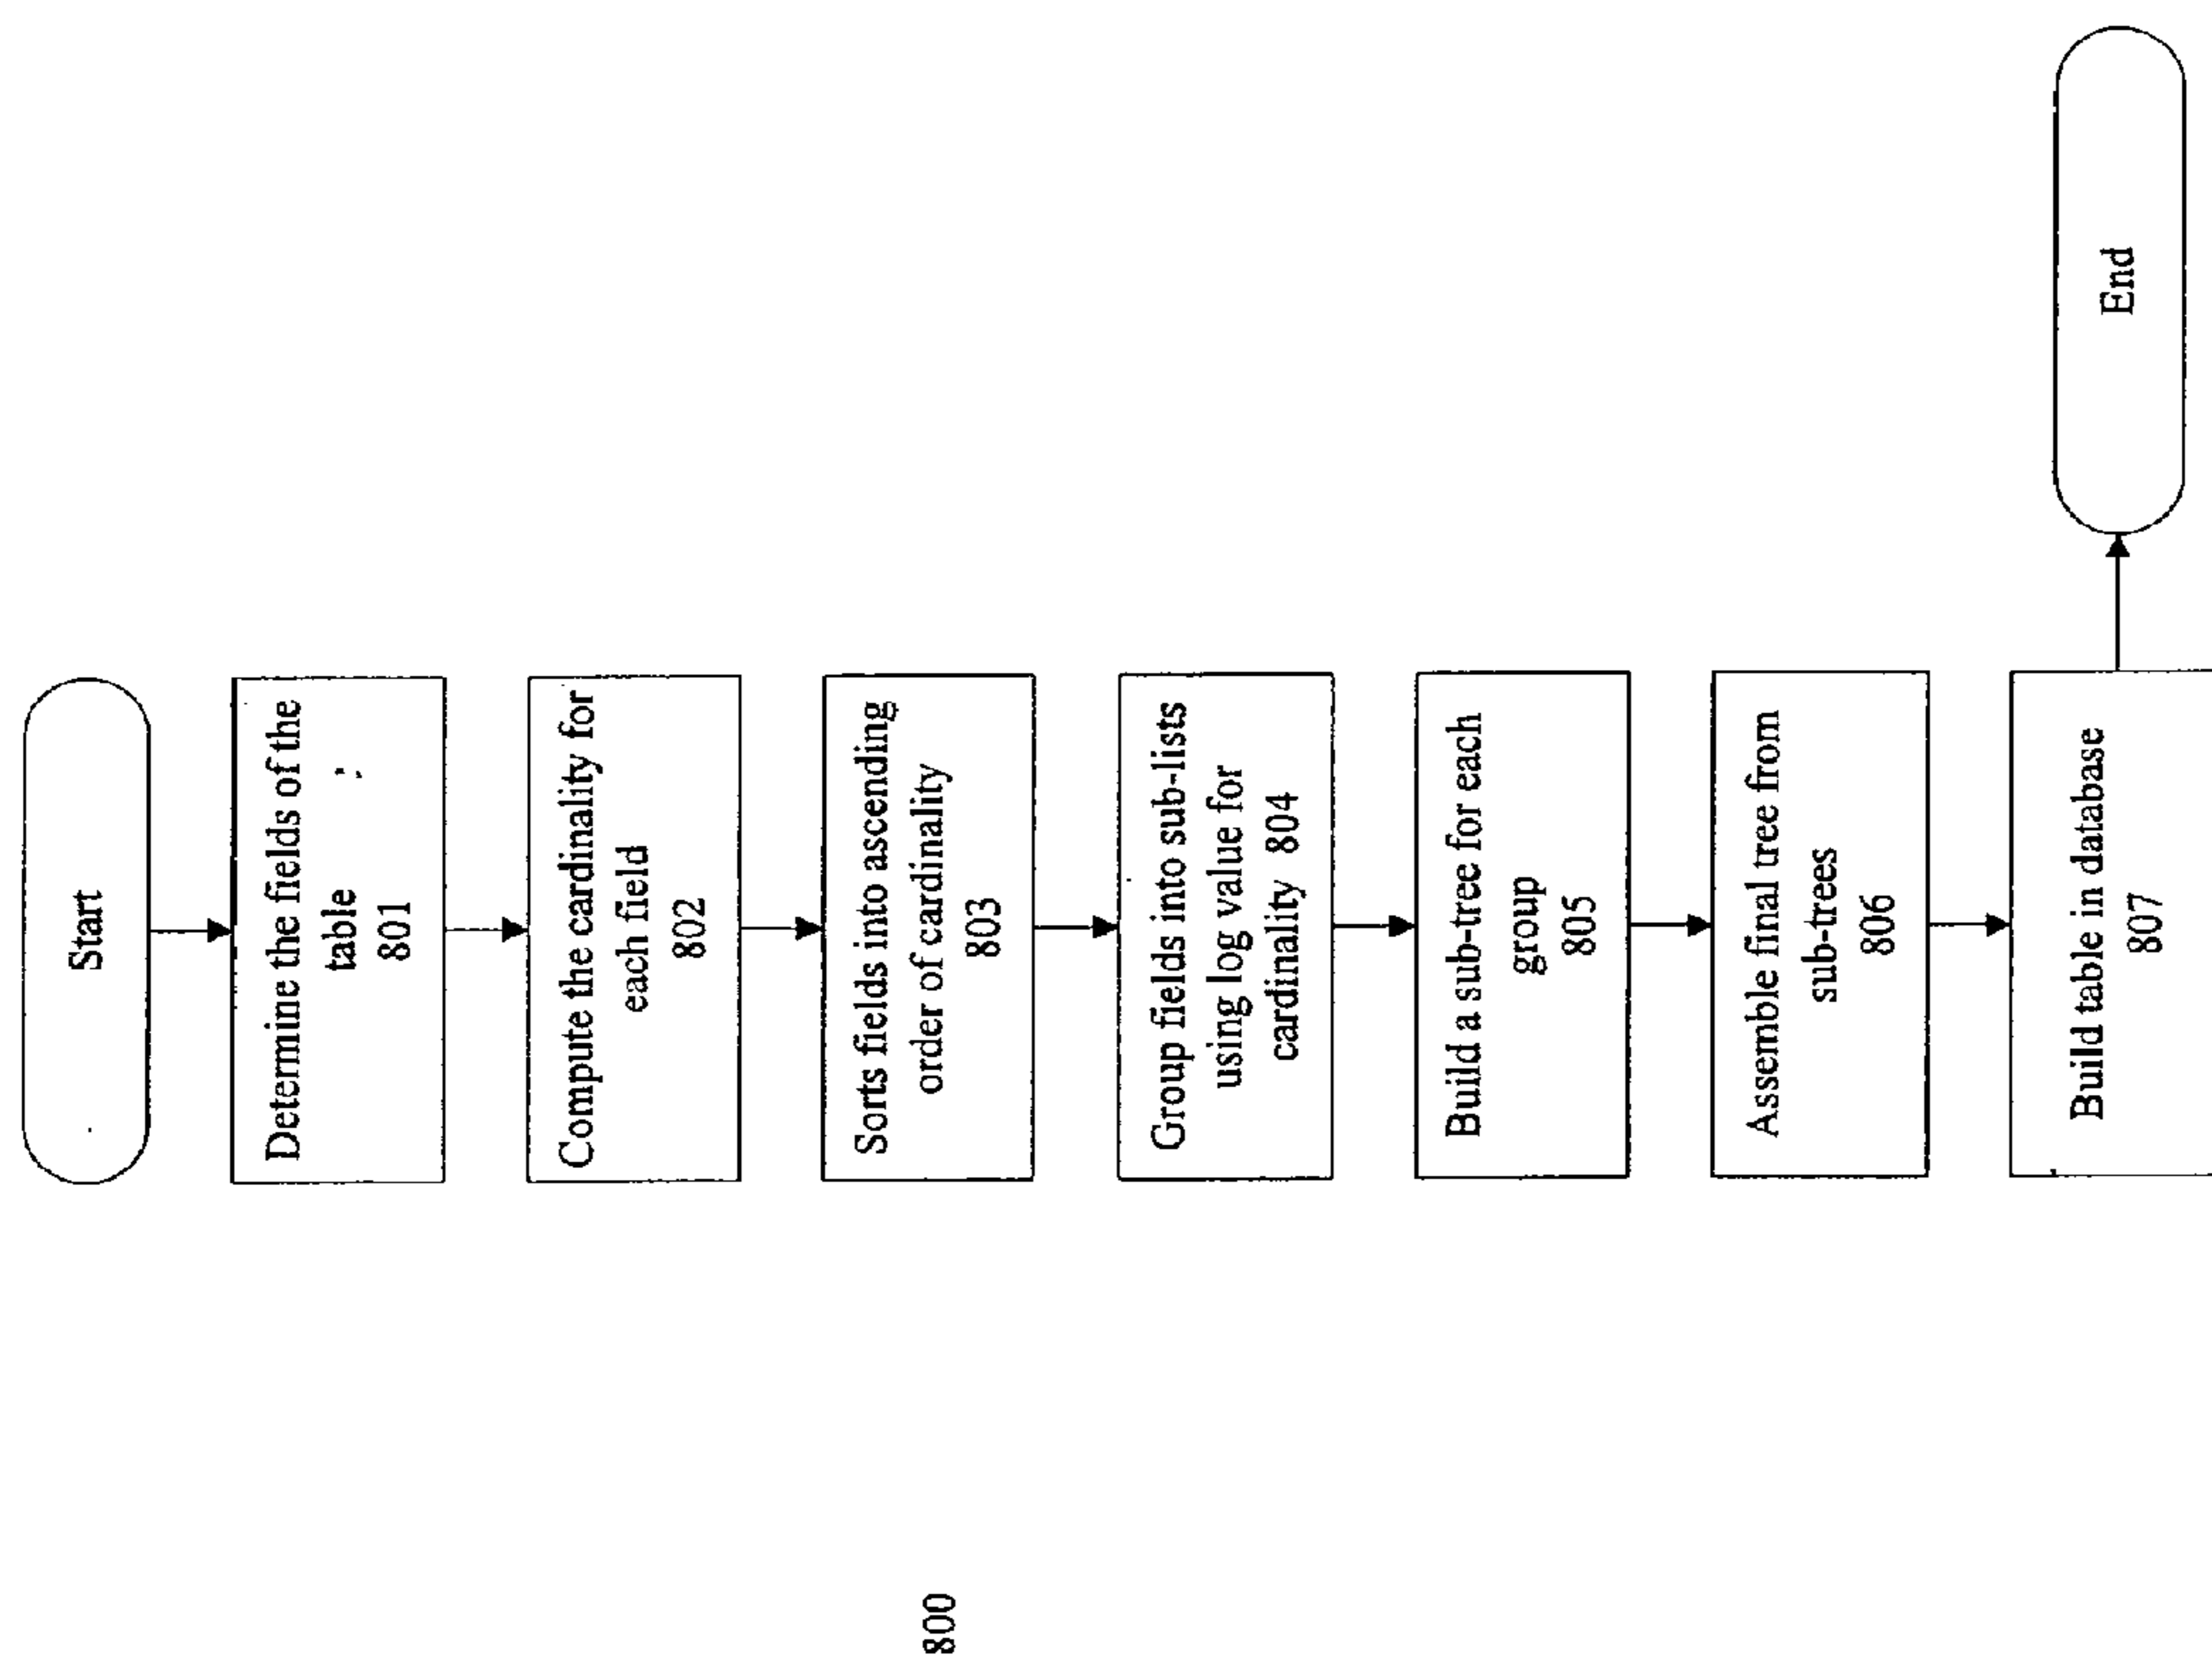 Start
Determine the fields of the
table
801
Compute the cardinality for
each field
802
Sorts fields into ascending
order of cardinality
803
Group fields into sub-lists
using log value for
cardinality 804
Build a sub-tree for each
group
805
Assemble final tree from
sub-trees
806
Build table in database
807
End
800